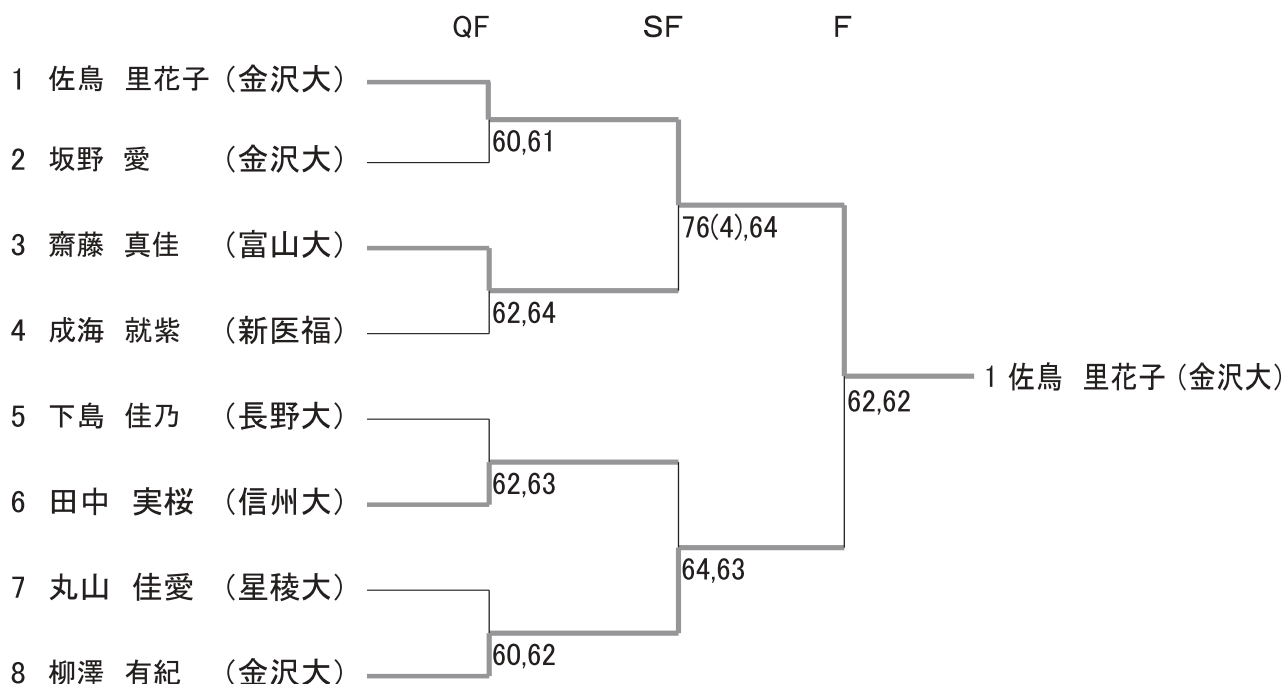 QF SF F
1 佐鳥 里花子 (金沢大)
60,61
2 坂野 愛 (金沢大)
76(4),64
3 齋藤 真佳 (富山大)
62,64
4 成海 就紫 (新医福)
1 佐鳥 里花子 (金沢大)
62,62
5 下島 佳乃 (長野大)
62,63
6 田中 実桜 (信州大)
64,63
7 丸山 佳愛 (星稜大)
60,62
8 柳澤 有紀 (金沢大)